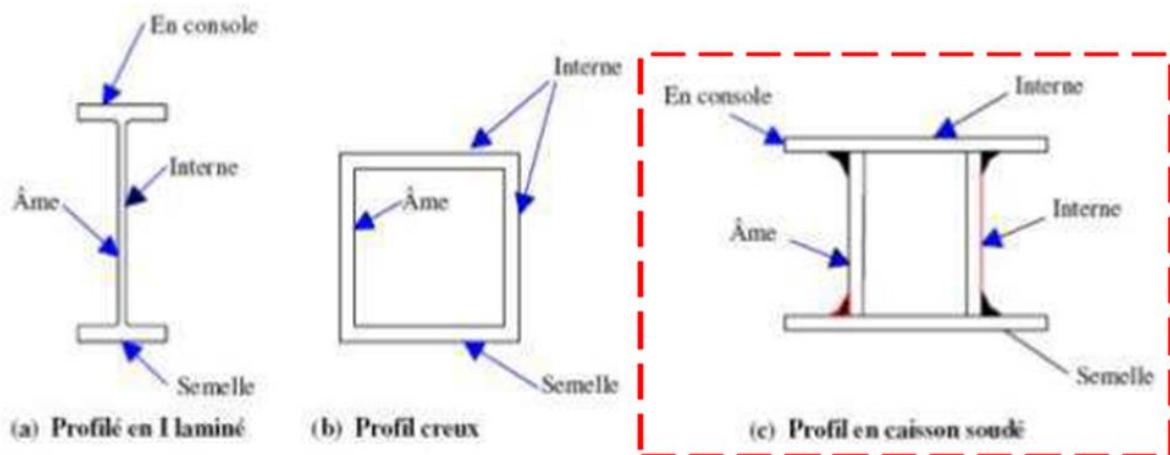 En console
Interne
Âme
Semelle
(a) Profilé en I laminé
Interne
Âme
Semelle
(b) Profil creux
En console
Interne
Âme
Interne
Semelle
(c) Profil en caisson soudé